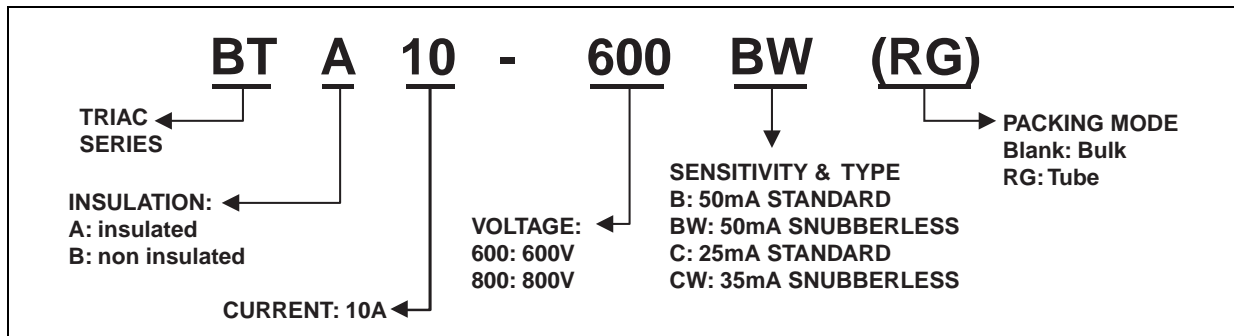 BT A 10 - 600 BW (RG)
TRIAC
SERIES
INSULATION:
A: insulated
B: non insulated
CURRENT: 10A
VOLTAGE:
600: 600V
800: 800V
SENSITIVITY & TYPE
B: 50mA STANDARD
BW: 50mA SNUBBERLESS
C: 25mA STANDARD
CW: 35mA SNUBBERLESS
PACKING MODE
Blank: Bulk
RG: Tube